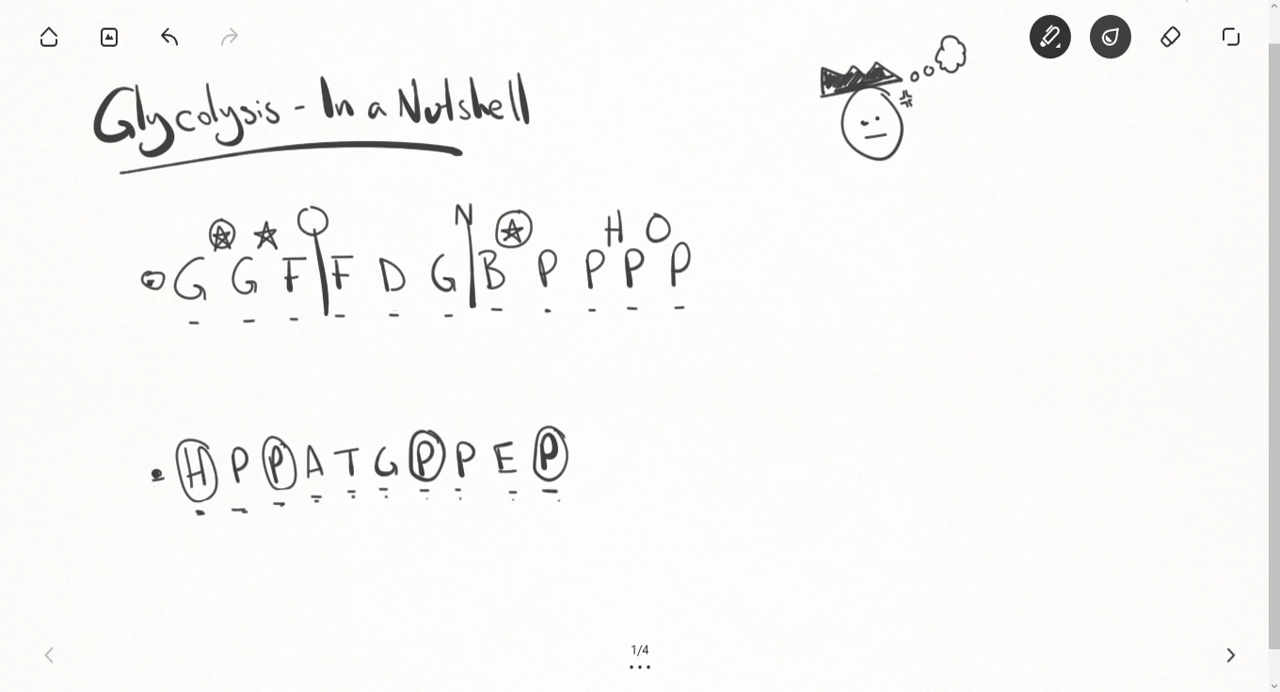 Glycolysis - In a Nutshell
N H O
G G F F D G B P P P P
H P P A T G P P E P
1/4